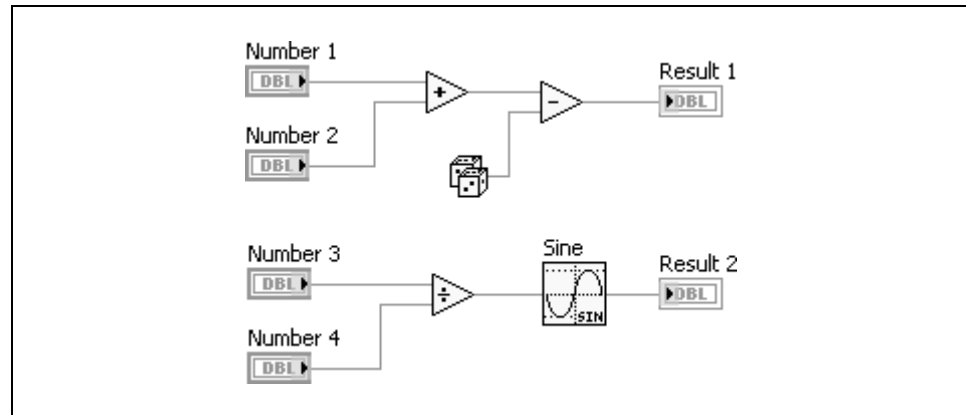 Number 1
DBL
Number 2
DBL
Result 1
DBL
Number 3
DBL
Number 4
DBL
Sine
SIN
Result 2
DBL